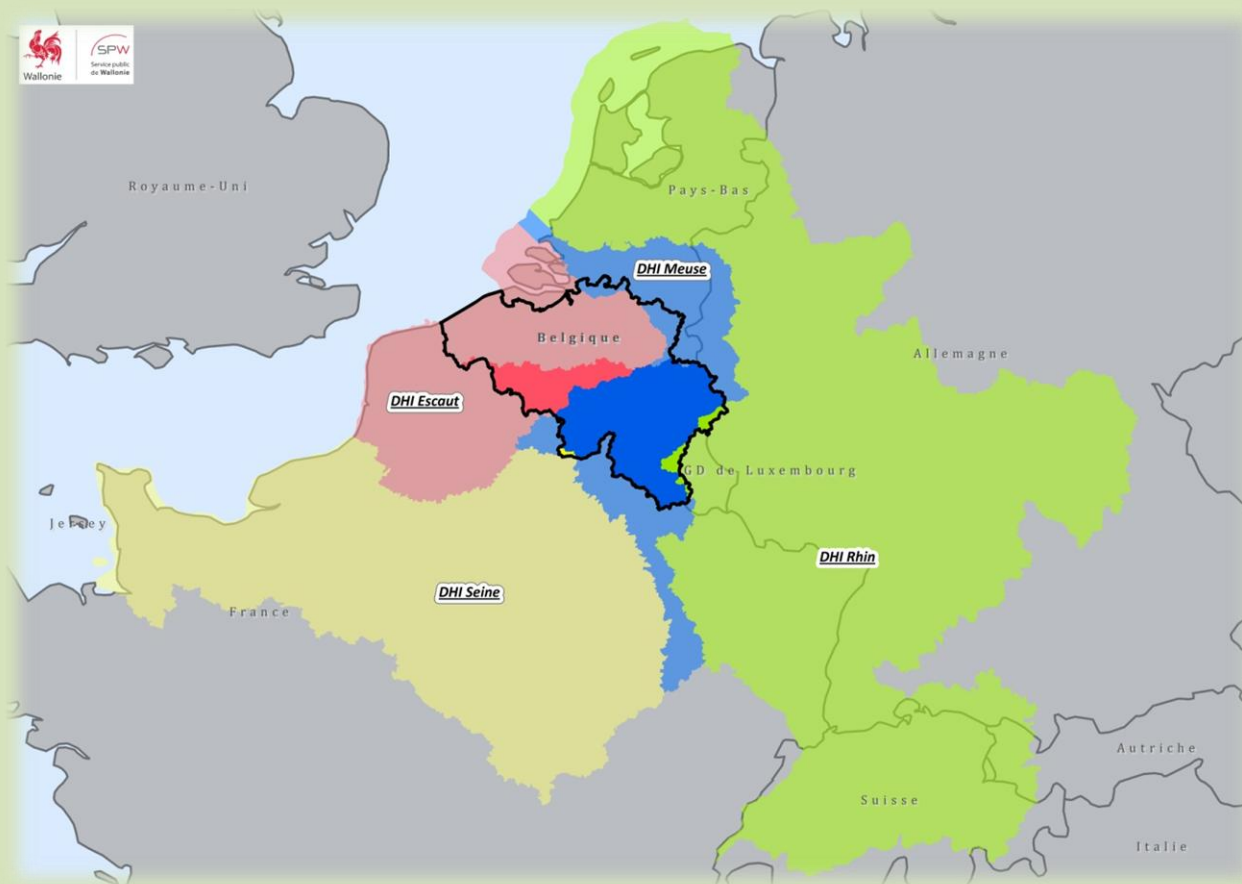 Wallonie
SPW
Service public
de Wallonie
Royaume-Uni
Pays-Bas
DHI Meuse
Belgique
Allemagne
DHI Escaut
GD de Luxembourg
Jersey
DHI Rhin
DHI Seine
France
Autriche
Suisse
Italie